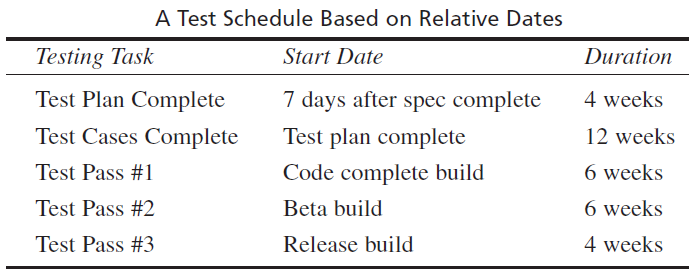 A Test Schedule Based on Relative Dates
Testing Task Start Date Duration
Test Plan Complete 7 days after spec complete 4 weeks
Test Cases Complete Test plan complete 12 weeks
Test Pass #1 Code complete build 6 weeks
Test Pass #2 Beta build 6 weeks
Test Pass #3 Release build 4 weeks